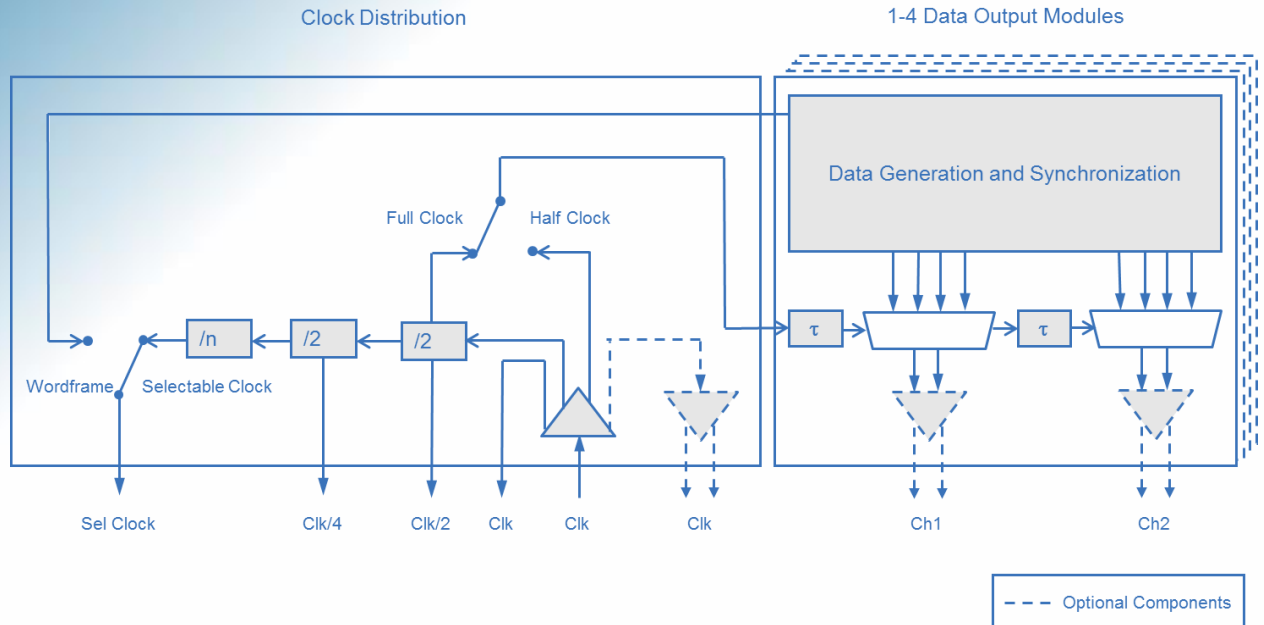 Clock Distribution
1-4 Data Output Modules
Data Generation and Synchronization
Full Clock
Half Clock
τ
τ
/n
/2
/2
Wordframe
Selectable Clock
Sel Clock
Clk/4
Clk/2
Clk
Clk
Clk
Ch1
Ch2
Optional Components